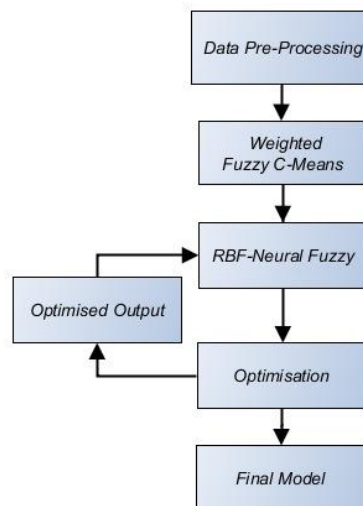 Data Pre-Processing
Weighted
Fuzzy C-Means
RBF-Neural Fuzzy
Optimised Output
Optimisation
Final Model